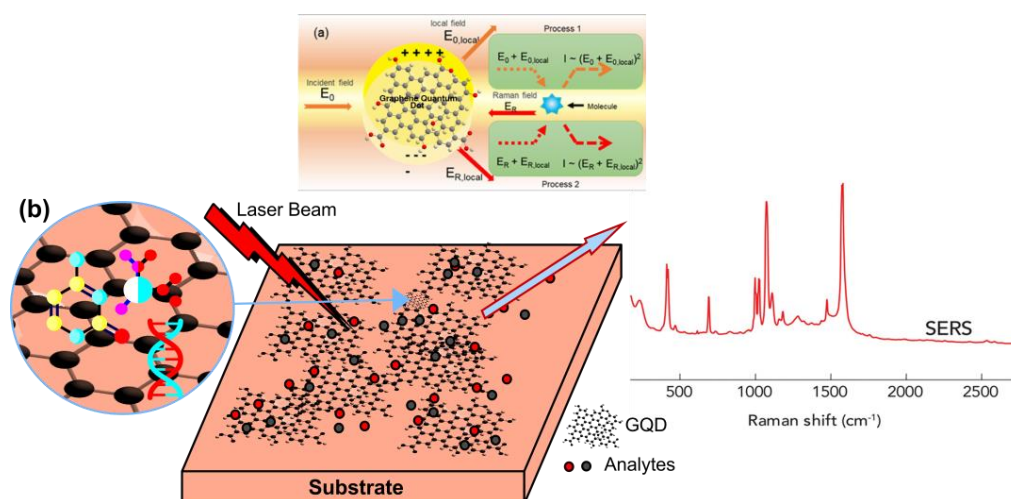 (a)
local field
E0,local
+ + + +
Process 1
E0 + E0,local
I ~ (E0 + E0,local)2
Incident field
E0
Graphene Quantum
Dot
Raman field
ER
Molecule
- - -
-
ER,local
ER + ER,local
I ~ (ER + ER,local)2
Process 2
(b)
Laser Beam
SERS
500
1000
1500
2000
2500
Raman shift (cm-1)
GQD
Analytes
Substrate